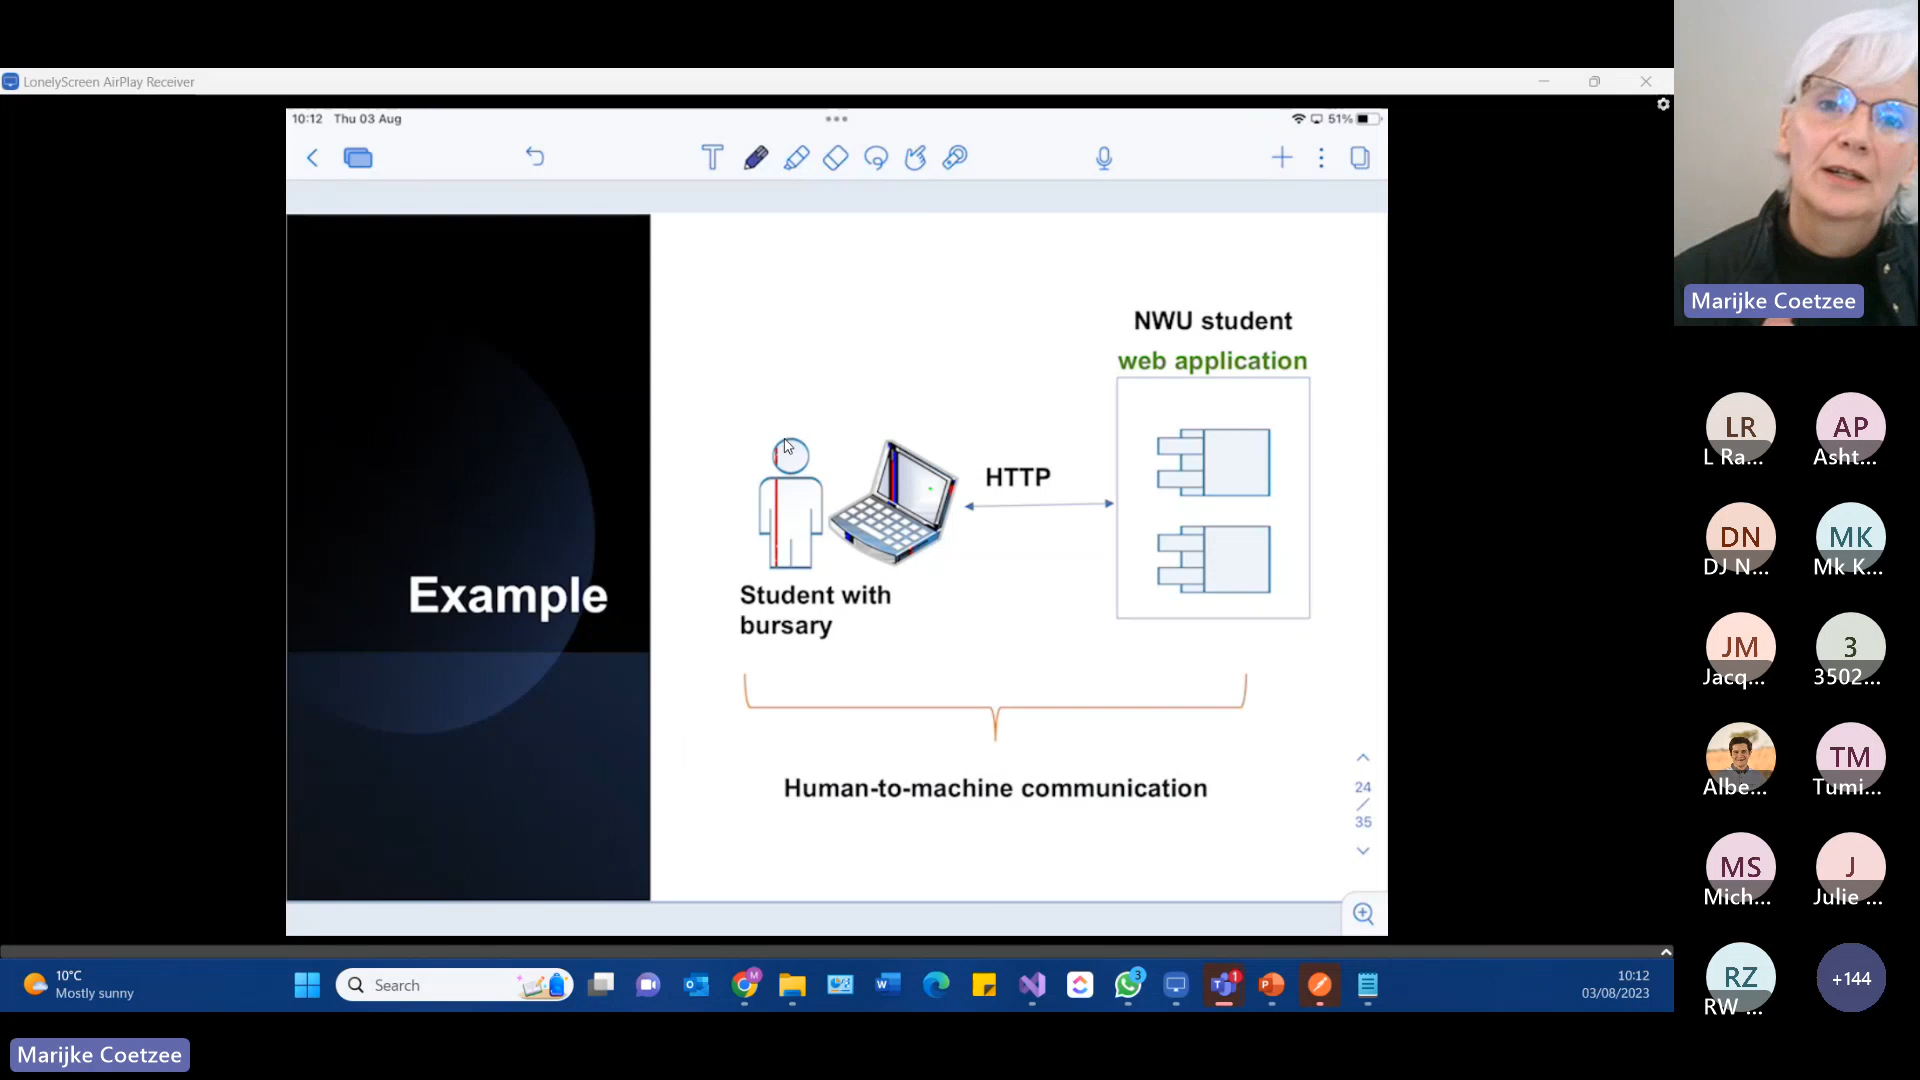 LonelyScreen AirPlay Receiver
10:12 Thu 03 Aug
51%
NWU student
web application
HTTP
Example
Student with
bursary
Human-to-machine communication
24
/
35
Marijke Coetzee
LR
L Ra...
AP
Asht...
DN
DJ N...
MK
Mk K...
JM
Jacq...
3
3502...
Albe...
TM
Tumi...
MS
Mich...
J
Julie ...
RZ
RW ...
+144
10°C
Mostly sunny
Search
M
3
1
10:12
03/08/2023
Marijke Coetzee